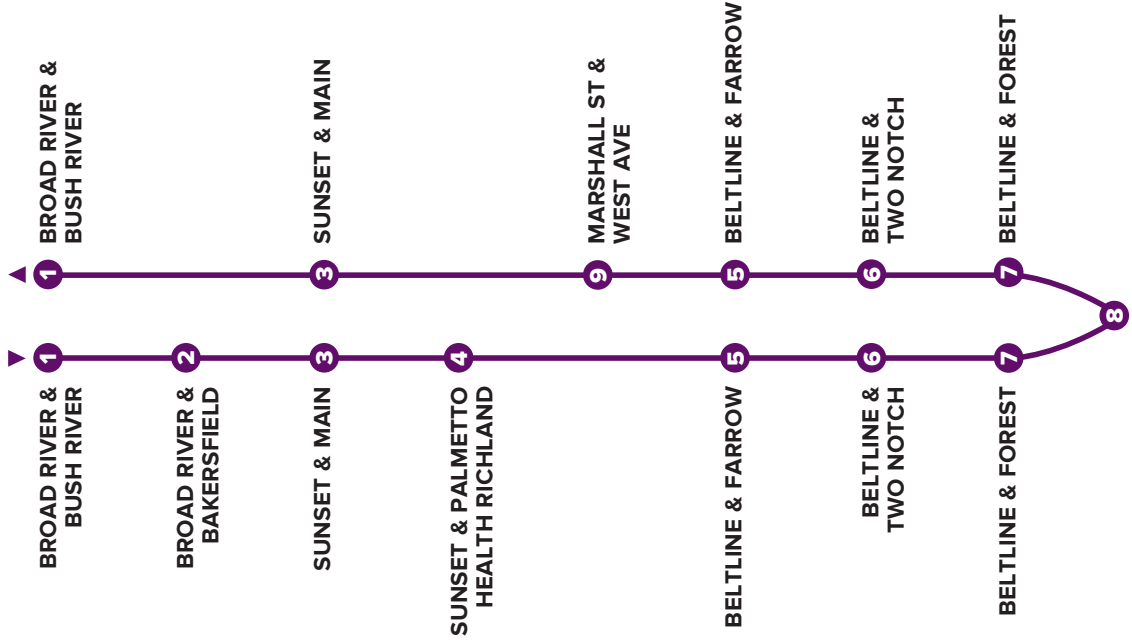 BROAD RIVER &
BUSH RIVER
SUNSET & MAIN
MARSHALL ST &
WEST AVE
BELTLINE & FARROW
BELTLINE &
TWO NOTCH
BELTLINE & FOREST
1
3
9
5
6
7
8
1
2
3
4
5
6
7
BROAD RIVER &
BUSH RIVER
BROAD RIVER &
BAKERSFIELD
SUNSET & MAIN
SUNSET & PALMETTO
HEALTH RICHLAND
BELTLINE & FARROW
BELTLINE &
TWO NOTCH
BELTLINE & FOREST